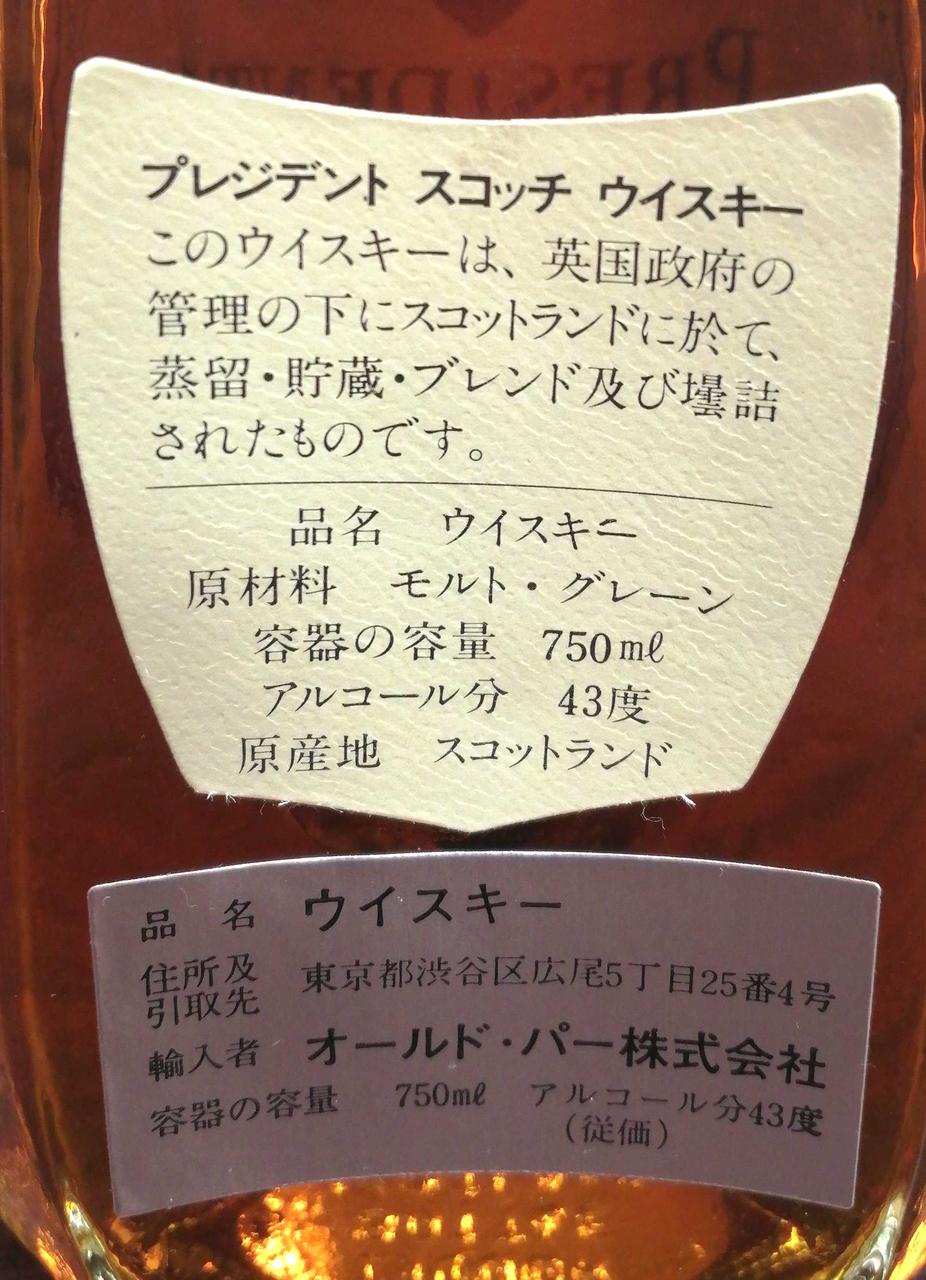 PRESIDENT
プレジデント スコッチ ウイスキー
このウイスキーは、英国政府の
管理の下にスコットランドに於て、
蒸留・貯蔵・ブレンド及び壜詰
されたものです。
品名 ウイスキー
原材料 モルト・グレーン
容器の容量 750mℓ
アルコール分 43度
原産地 スコットランド
品名 ウイスキー
住所及
引取先 東京都渋谷区広尾5丁目25番4号
輸入者 オールド・パー株式会社
容器の容量 750mℓ アルコール分43度
(従価)